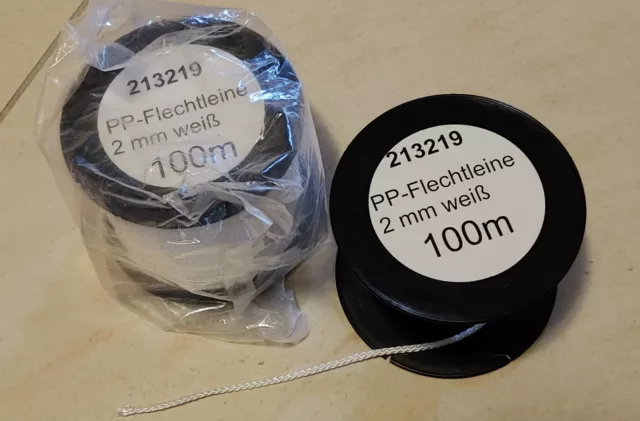 213219
PP-Flechtleine
2 mm weiß
100m
213219
PP-Flechtleine
2 mm weiß
100m